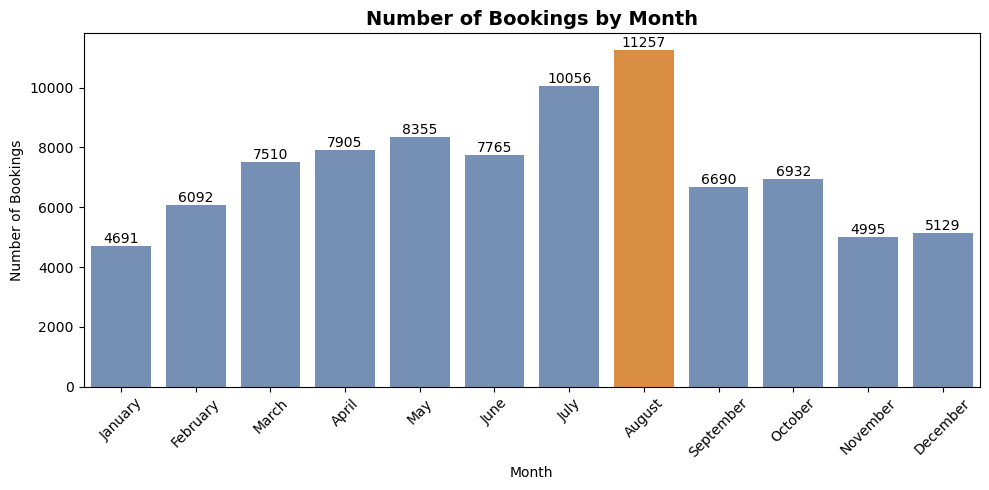 Number of Bookings by Month
Number of Bookings
10000
8000
6000
4000
2000
0
4691
6092
7510
7905
8355
7765
10056
11257
6690
6932
4995
5129
January
February
March
April
May
June
July
August
September
October
November
December
Month